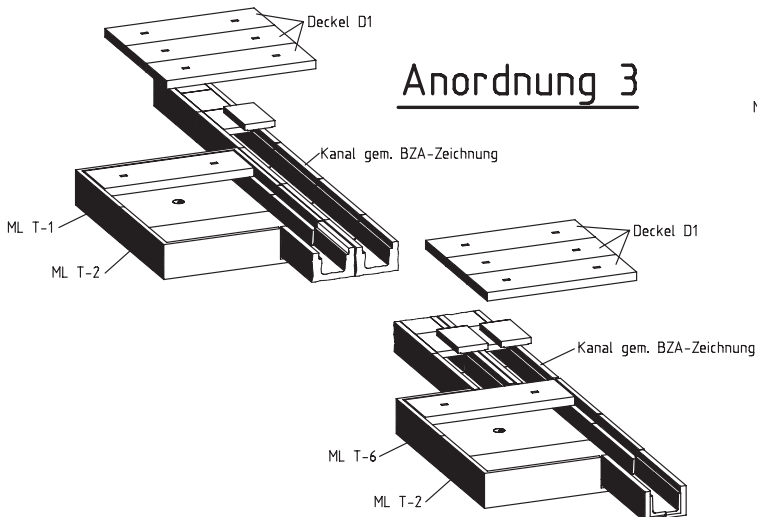 Deckel D1
Anordnung 3
Kanal gem. BZA-Zeichnung
ML T-1
ML T-2
Deckel D1
Kanal gem. BZA-Zeichnung
ML T-6
ML T-2